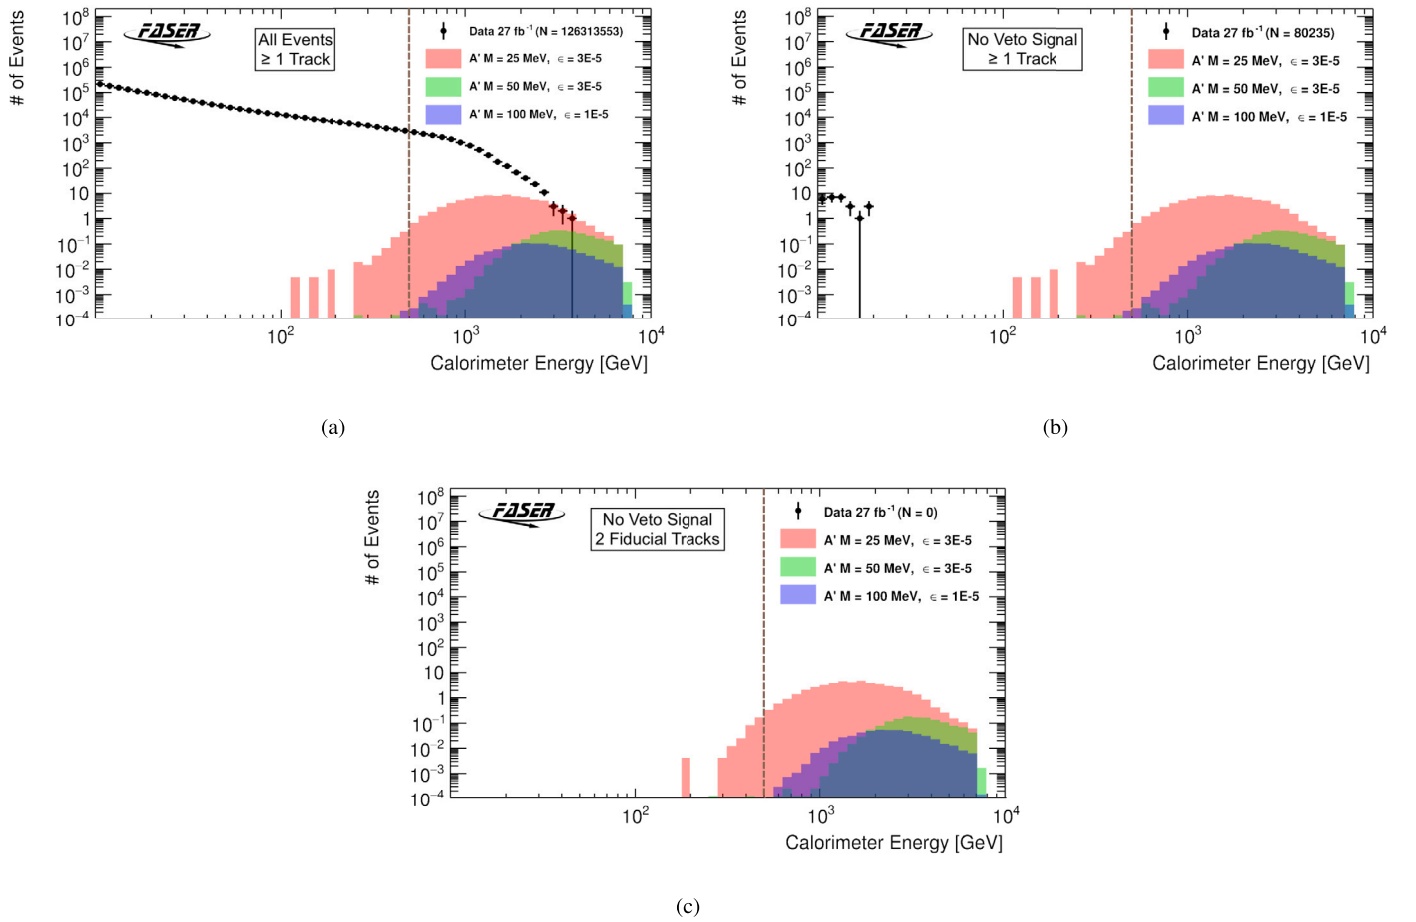 # of Events
10⁸
10⁷
10⁶
10⁵
10⁴
10³
10²
10
1
10⁻¹
10⁻²
10⁻³
10⁻⁴
FASER
All Events
≥ 1 Track
Data 27 fb⁻¹ (N = 126313553)
A' M = 25 MeV, ϵ = 3E-5
A' M = 50 MeV, ϵ = 3E-5
A' M = 100 MeV, ϵ = 1E-5
10² 10³ 10⁴
Calorimeter Energy [GeV]
(a)
# of Events
10⁸
10⁷
10⁶
10⁵
10⁴
10³
10²
10
1
10⁻¹
10⁻²
10⁻³
10⁻⁴
FASER
No Veto Signal
≥ 1 Track
Data 27 fb⁻¹ (N = 80235)
A' M = 25 MeV, ϵ = 3E-5
A' M = 50 MeV, ϵ = 3E-5
A' M = 100 MeV, ϵ = 1E-5
10² 10³ 10⁴
Calorimeter Energy [GeV]
(b)
# of Events
10⁸
10⁷
10⁶
10⁵
10⁴
10³
10²
10
1
10⁻¹
10⁻²
10⁻³
10⁻⁴
FASER
No Veto Signal
2 Fiducial Tracks
Data 27 fb⁻¹ (N = 0)
A' M = 25 MeV, ϵ = 3E-5
A' M = 50 MeV, ϵ = 3E-5
A' M = 100 MeV, ϵ = 1E-5
10² 10³ 10⁴
Calorimeter Energy [GeV]
(c)